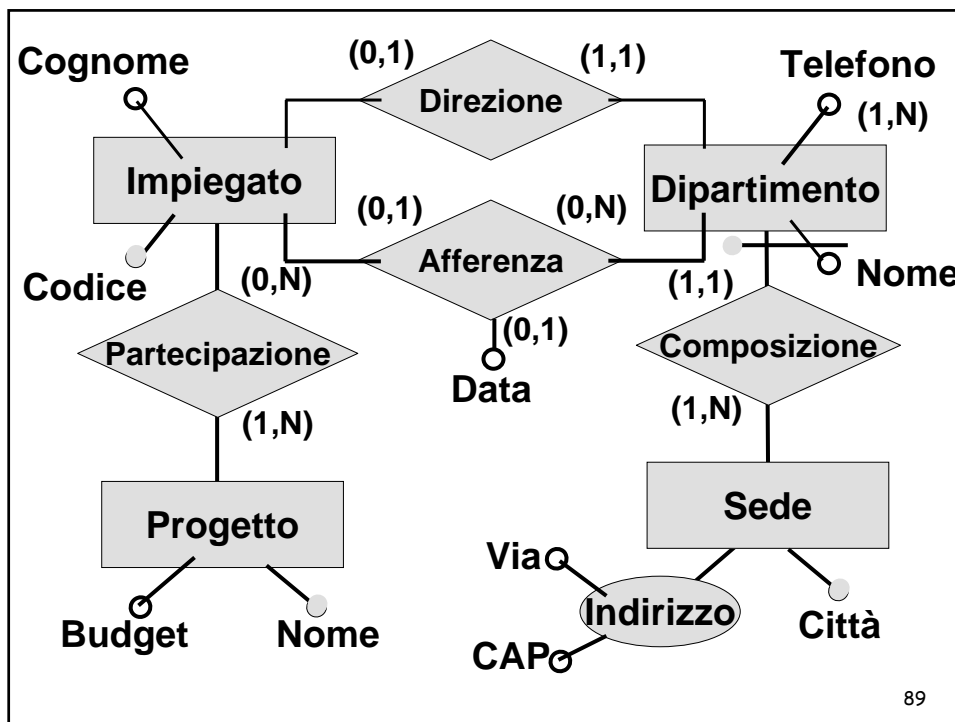 (0,1)
(1,1)
Cognome
Telefono
Direzione
(1,N)
Impiegato
Dipartimento
(0,1)
(0,N)
Afferenza
Codice
(0,N)
(1,1)
Nome
(0,1)
Partecipazione
Composizione
Data
(1,N)
(1,N)
Progetto
Sede
Via
Indirizzo
Budget
Nome
CAP
Città
89